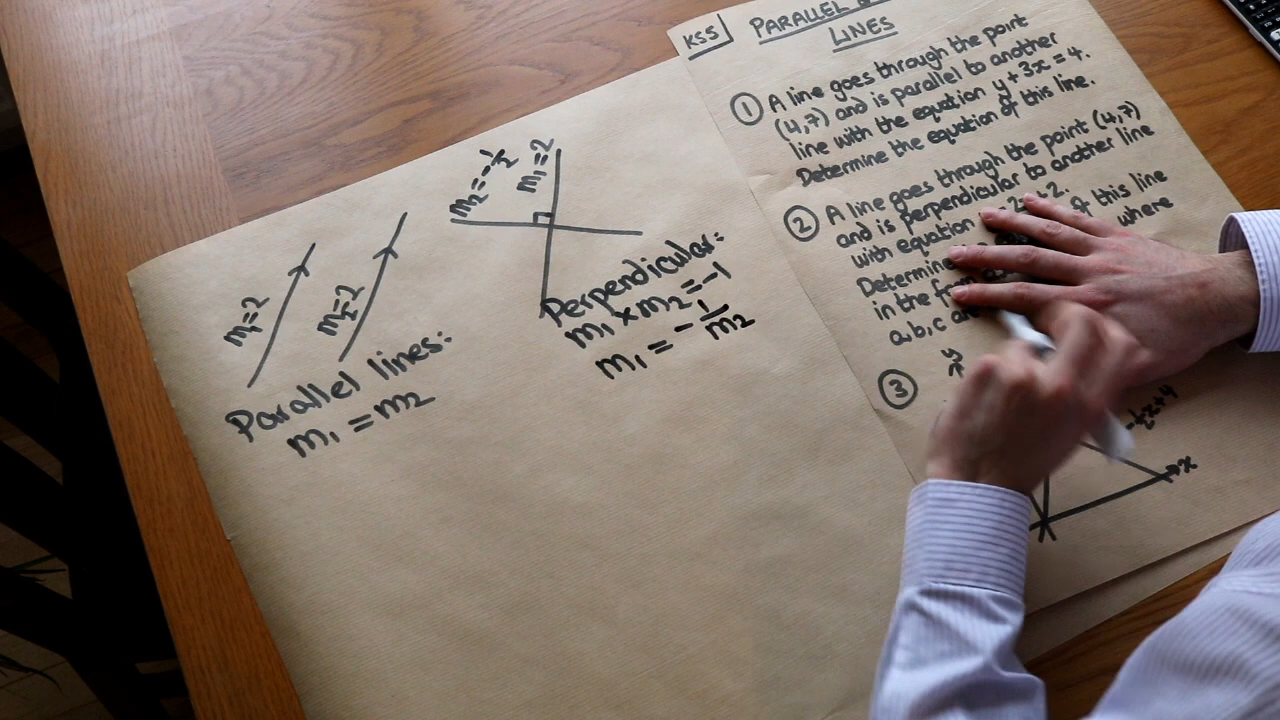 KS5
PARALLEL
LINES
① A line goes through the point
(4,7) and is parallel to another
line with the equation y+3x=4.
Determine the equation of this line.
② A line goes through the point (4,7)
and is perpendicular to another line
with equation
Determine this line
in the form where
a,b,c
③
y
x
m₁=2
m₂=2
Parallel lines:
m₁=m₂
m₂=-1/2
m₁=2
Perpendicular:
m₁×m₂=-1
m₁=-1/m₂